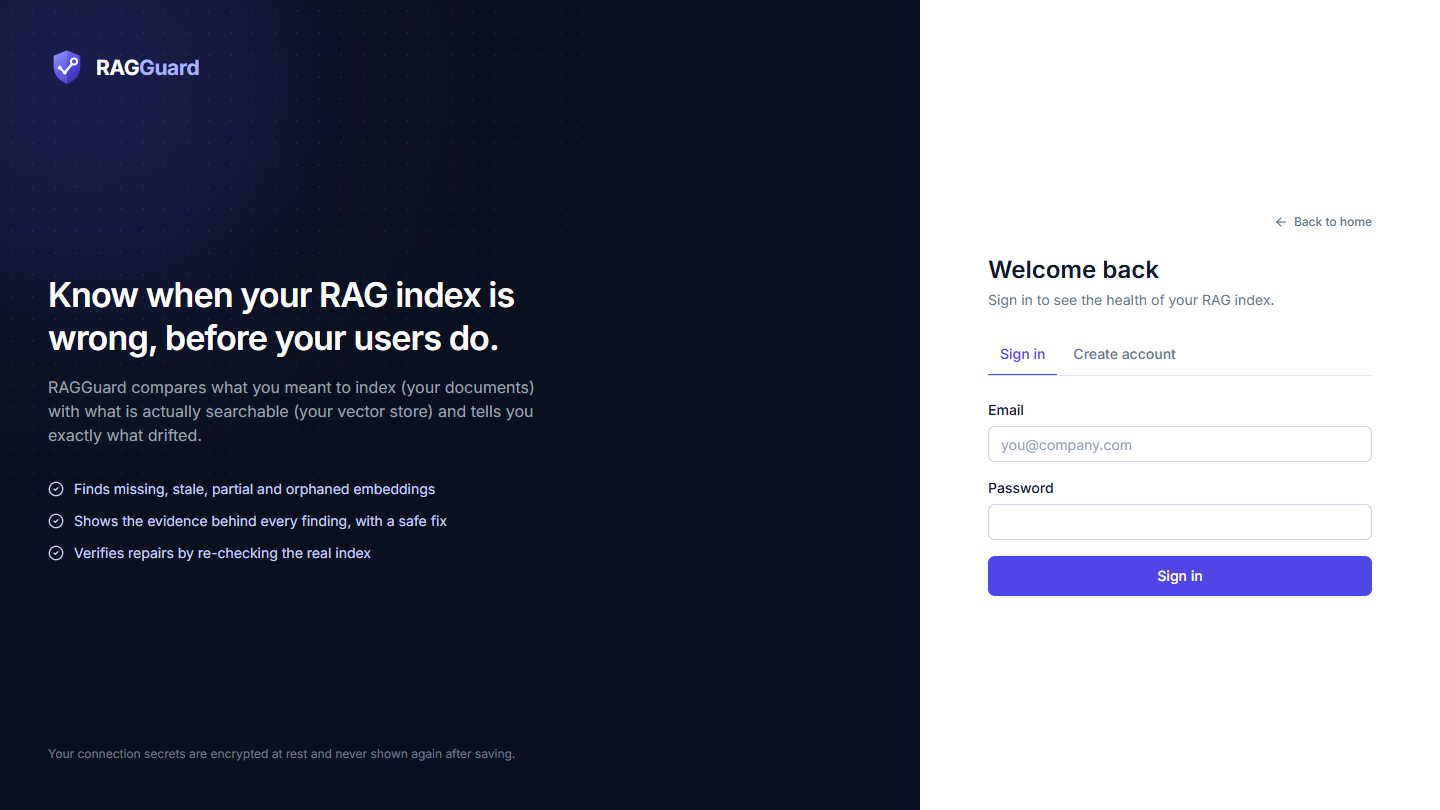 RAGGuard
Know when your RAG index is
wrong, before your users do.
RAGGuard compares what you meant to index (your documents)
with what is actually searchable (your vector store) and tells you
exactly what drifted.
Finds missing, stale, partial and orphaned embeddings
Shows the evidence behind every finding, with a safe fix
Verifies repairs by re-checking the real index
Your connection secrets are encrypted at rest and never shown again after saving.
Back to home
Welcome back
Sign in to see the health of your RAG index.
Sign in Create account
Email
you@company.com
Password
Sign in